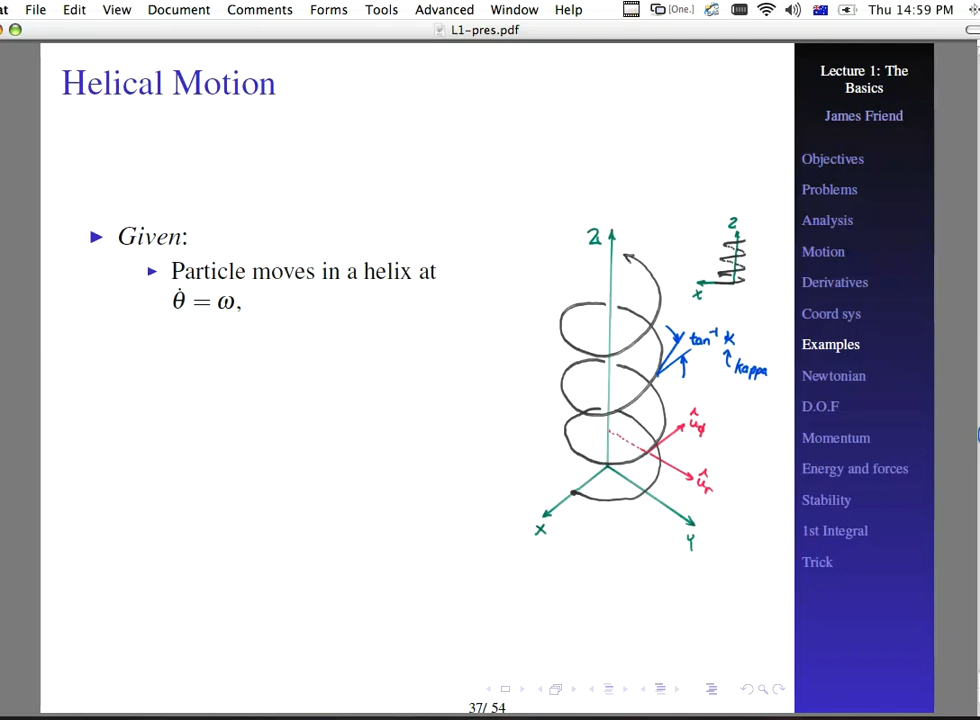 File Edit View Document Comments Forms Tools Advanced Window Help [One.] Thu 14:59 PM
L1-pres.pdf
Helical Motion
Given:
Particle moves in a helix at
θ̇ = ω,
Z
X
Y
Z
x
tan⁻¹ κ
kappa
û_φ
û_r
Lecture 1: The
Basics
James Friend
Objectives
Problems
Analysis
Motion
Derivatives
Coord sys
Examples
Newtonian
D.O.F
Momentum
Energy and forces
Stability
1st Integral
Trick
37/ 54